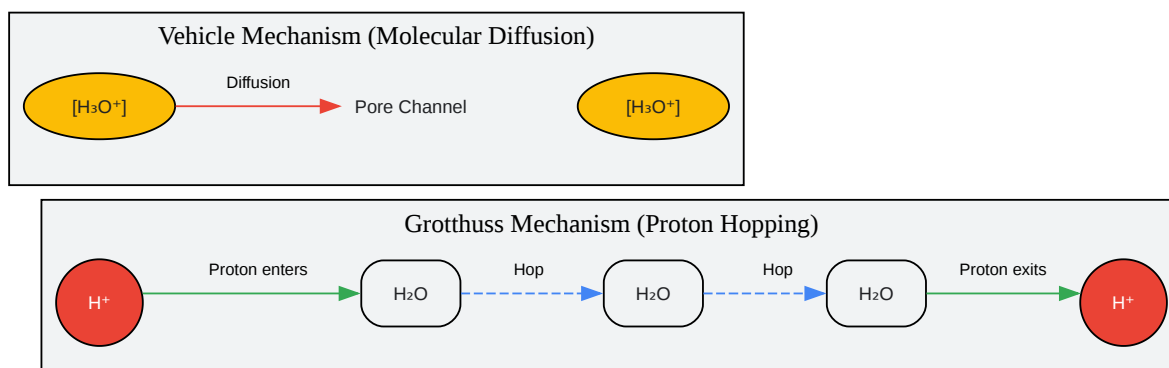 Vehicle Mechanism (Molecular Diffusion)
[H₃O⁺]
Diffusion
Pore Channel
[H₃O⁺]
Grotthuss Mechanism (Proton Hopping)
H⁺
Proton enters
H₂O
Hop
H₂O
Hop
H₂O
Proton exits
H⁺